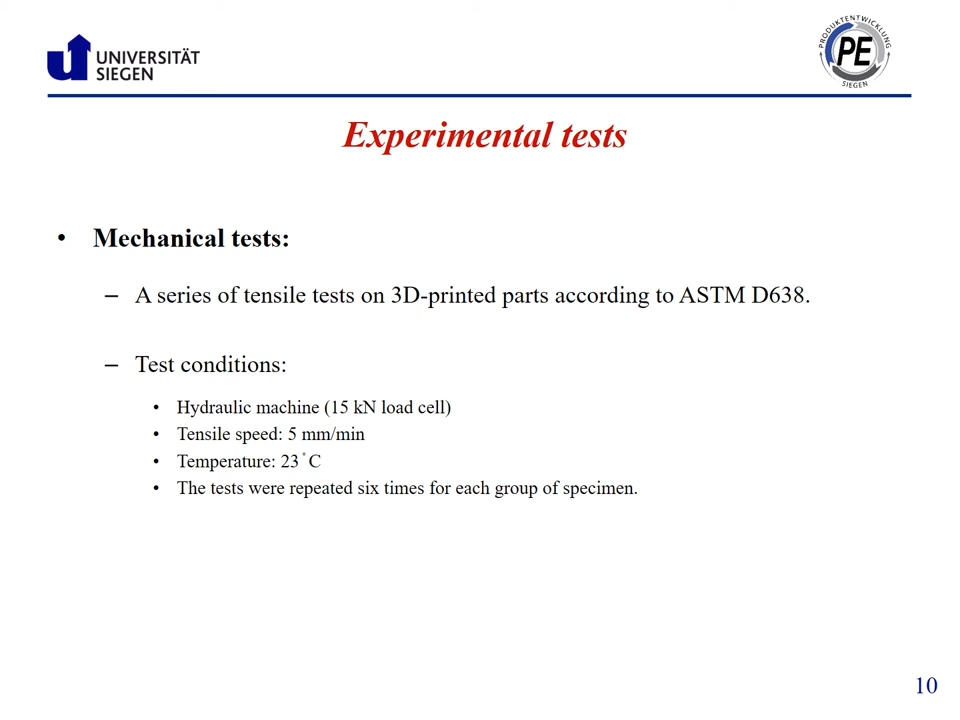 UNIVERSITÄT
SIEGEN
PRODUKTENTWICKLUNG
PE
SIEGEN
Experimental tests
• Mechanical tests:
– A series of tensile tests on 3D-printed parts according to ASTM D638.
– Test conditions:
• Hydraulic machine (15 kN load cell)
• Tensile speed: 5 mm/min
• Temperature: 23˚C
• The tests were repeated six times for each group of specimen.
10